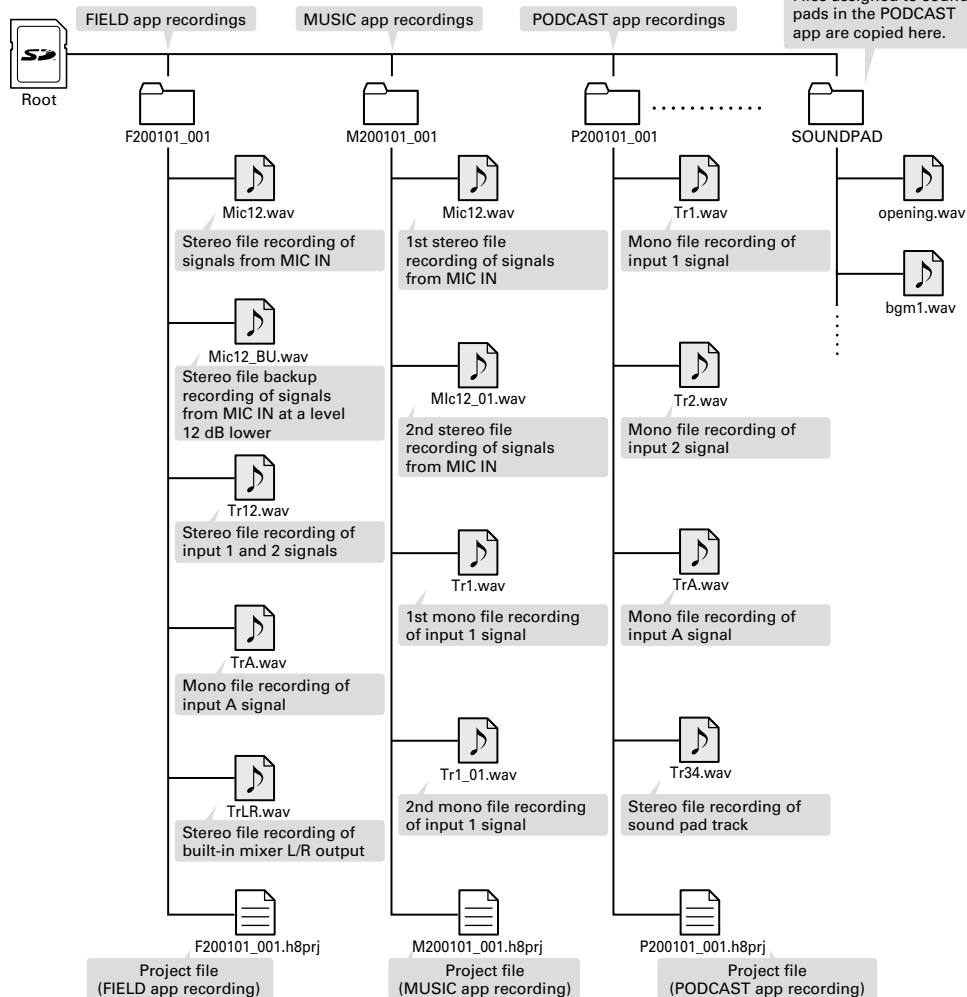 FIELD app recordings
MUSIC app recordings
PODCAST app recordings
pads in the PODCAST
app are copied here.
Root
F200101_001
M200101_001
P200101_001
SOUNDPAD
Mic12.wav
Stereo file recording of
signals from MIC IN
Mic12_BU.wav
Stereo file backup
recording of signals
from MIC IN at a level
12 dB lower
Tr12.wav
Stereo file recording of
input 1 and 2 signals
TrA.wav
Mono file recording of
input A signal
TrLR.wav
Stereo file recording of
built-in mixer L/R output
F200101_001.h8prj
Project file
(FIELD app recording)
Mic12.wav
1st stereo file
recording of signals
from MIC IN
MIc12_01.wav
2nd stereo file
recording of signals
from MIC IN
Tr1.wav
1st mono file recording
of input 1 signal
Tr1_01.wav
2nd mono file recording
of input 1 signal
M200101_001.h8prj
Project file
(MUSIC app recording)
Tr1.wav
Mono file recording of
input 1 signal
Tr2.wav
Mono file recording of
input 2 signal
TrA.wav
Mono file recording of
input A signal
Tr34.wav
Stereo file recording of
sound pad track
P200101_001.h8prj
Project file
(PODCAST app recording)
opening.wav
bgm1.wav